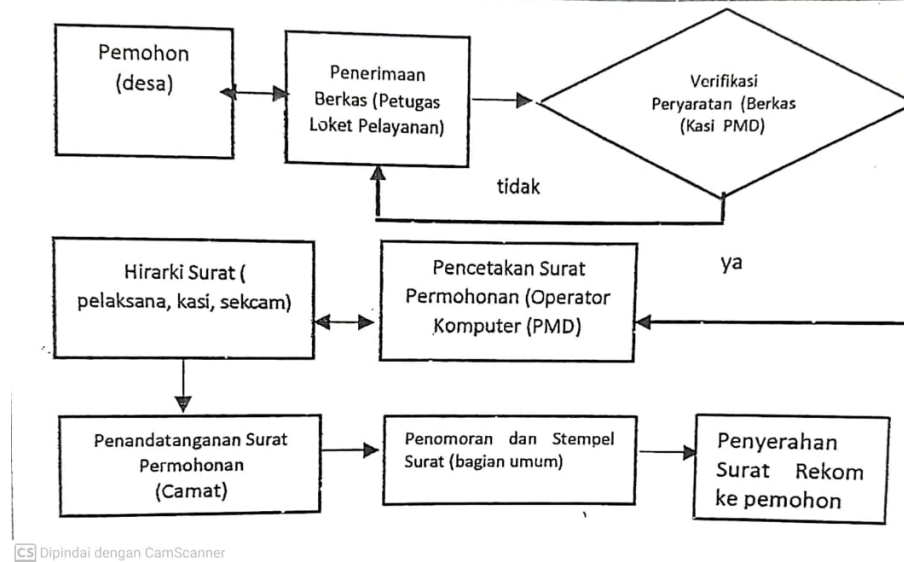 Pemohon
(desa)
Penerimaan
Berkas (Petugas
Loket Pelayanan)
Verifikasi
Peryaratan (Berkas
(Kasi PMD)
tidak
ya
Hirarki Surat (
pelaksana, kasi, sekcam)
Pencetakan Surat
Permohonan (Operator
Komputer (PMD)
Penandatanganan Surat
Permohonan
(Camat)
Penomoran dan Stempel
Surat (bagian umum)
Penyerahan
Surat Rekom
ke pemohon
CS Dipindai dengan CamScanner